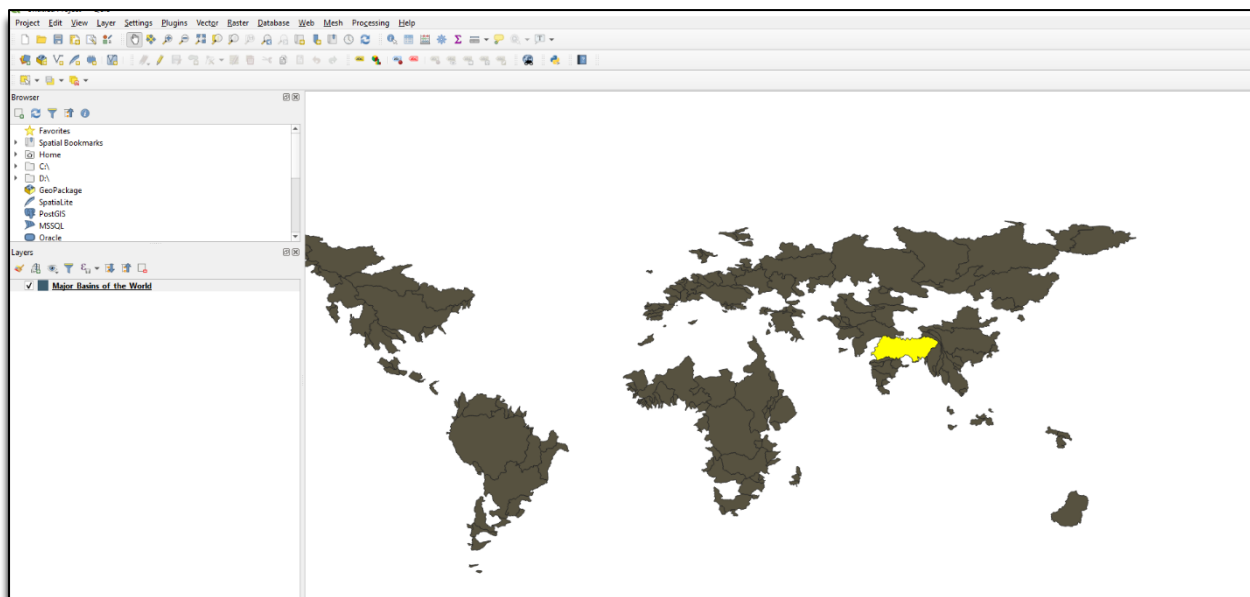 Project Edit View Layer Settings Plugins Vector Raster Database Web Mesh Processing Help
Browser
Favorites
Spatial Bookmarks
Home
C:\
D:\
GeoPackage
SpatiaLite
PostGIS
MSSQL
Oracle
Layers
Major Basins of the World